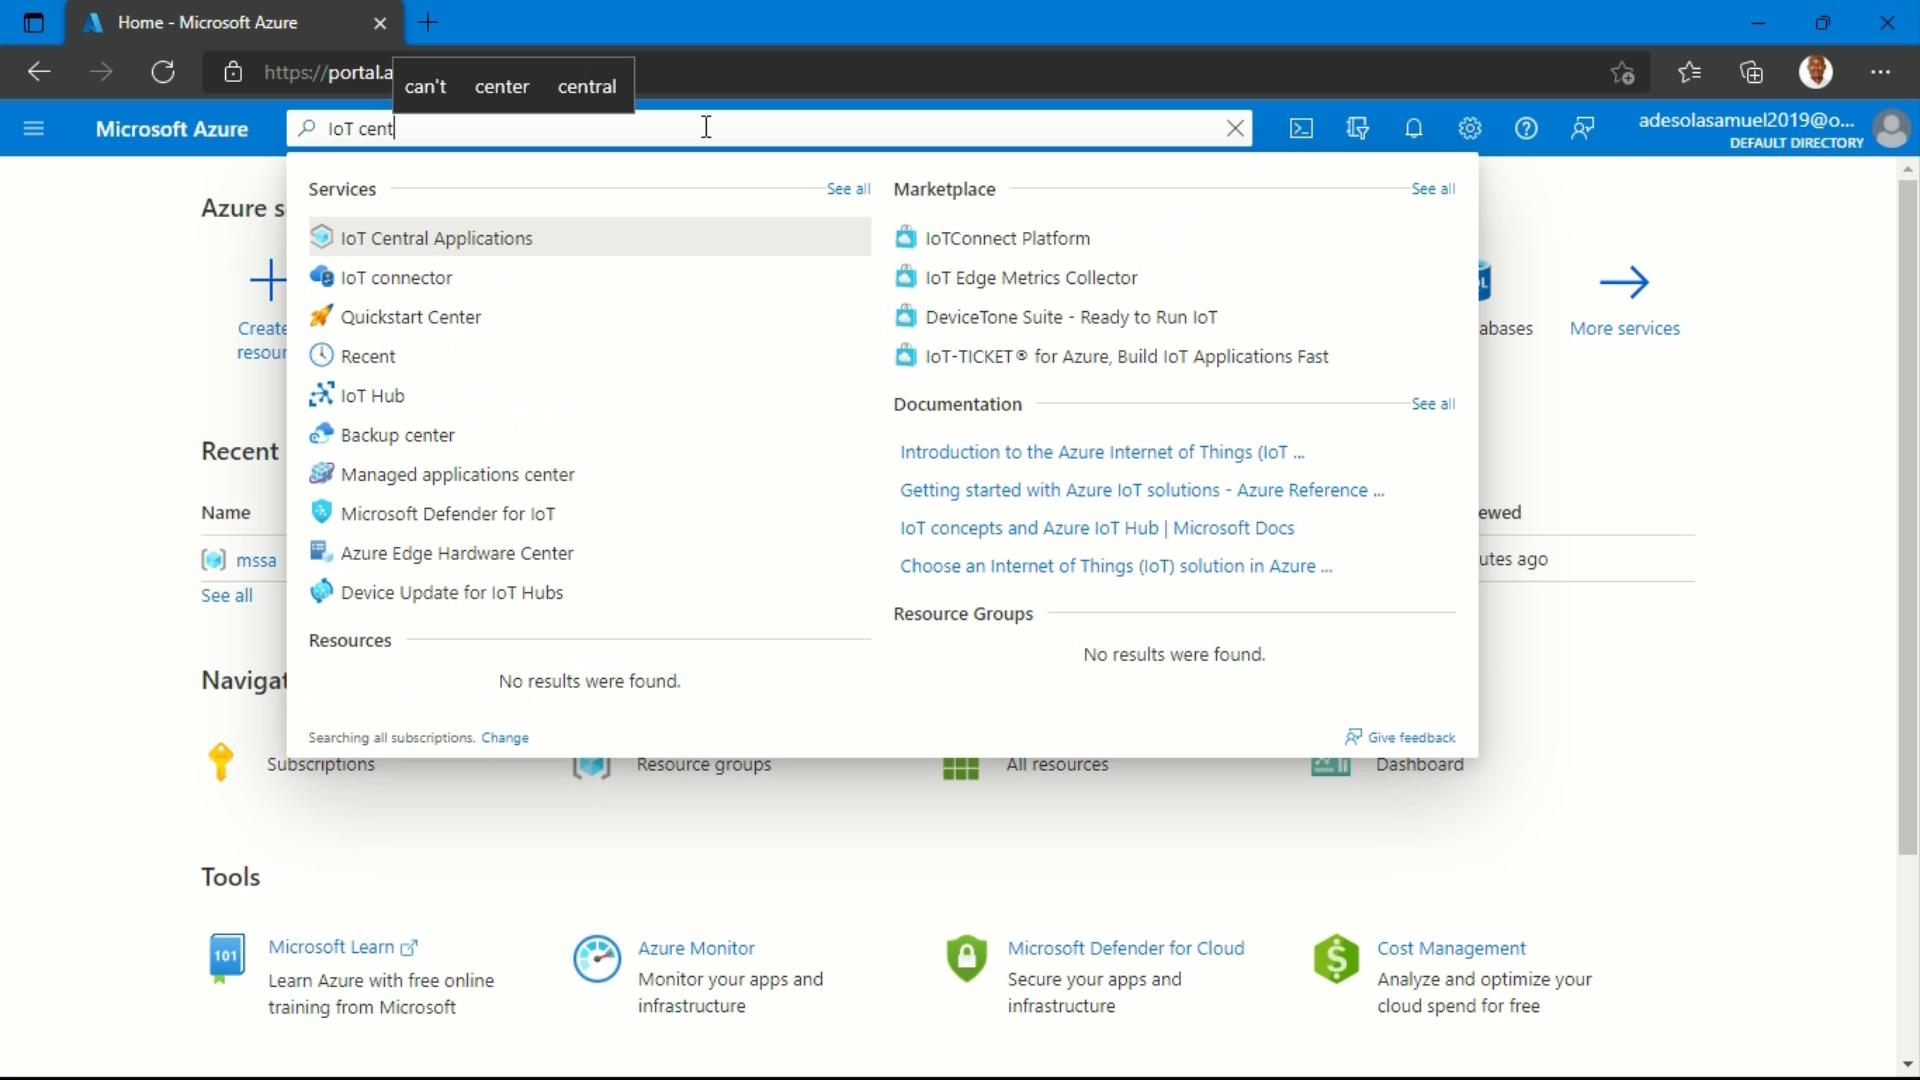 Home - Microsoft Azure
https://portal.a
can't center central
Microsoft Azure
IoT cent
adesolasamuel2019@o...
DEFAULT DIRECTORY
Services
See all
IoT Central Applications
IoT connector
Quickstart Center
Recent
IoT Hub
Backup center
Managed applications center
Microsoft Defender for IoT
Azure Edge Hardware Center
Device Update for IoT Hubs
Resources
No results were found.
Searching all subscriptions. Change
Marketplace
See all
IoTConnect Platform
IoT Edge Metrics Collector
DeviceTone Suite - Ready to Run IoT
IoT-TICKET® for Azure, Build IoT Applications Fast
Documentation
See all
Introduction to the Azure Internet of Things (IoT ...
Getting started with Azure IoT solutions - Azure Reference ...
IoT concepts and Azure IoT Hub | Microsoft Docs
Choose an Internet of Things (IoT) solution in Azure ...
Resource Groups
No results were found.
Give feedback
Azure s
Create
resour
abases
More services
Recent
Name
ewed
mssa
utes ago
See all
Navigat
Subscriptions
Resource groups
All resources
Dashboard
Tools
101
Microsoft Learn
Learn Azure with free online
training from Microsoft
Azure Monitor
Monitor your apps and
infrastructure
Microsoft Defender for Cloud
Secure your apps and
infrastructure
$
Cost Management
Analyze and optimize your
cloud spend for free